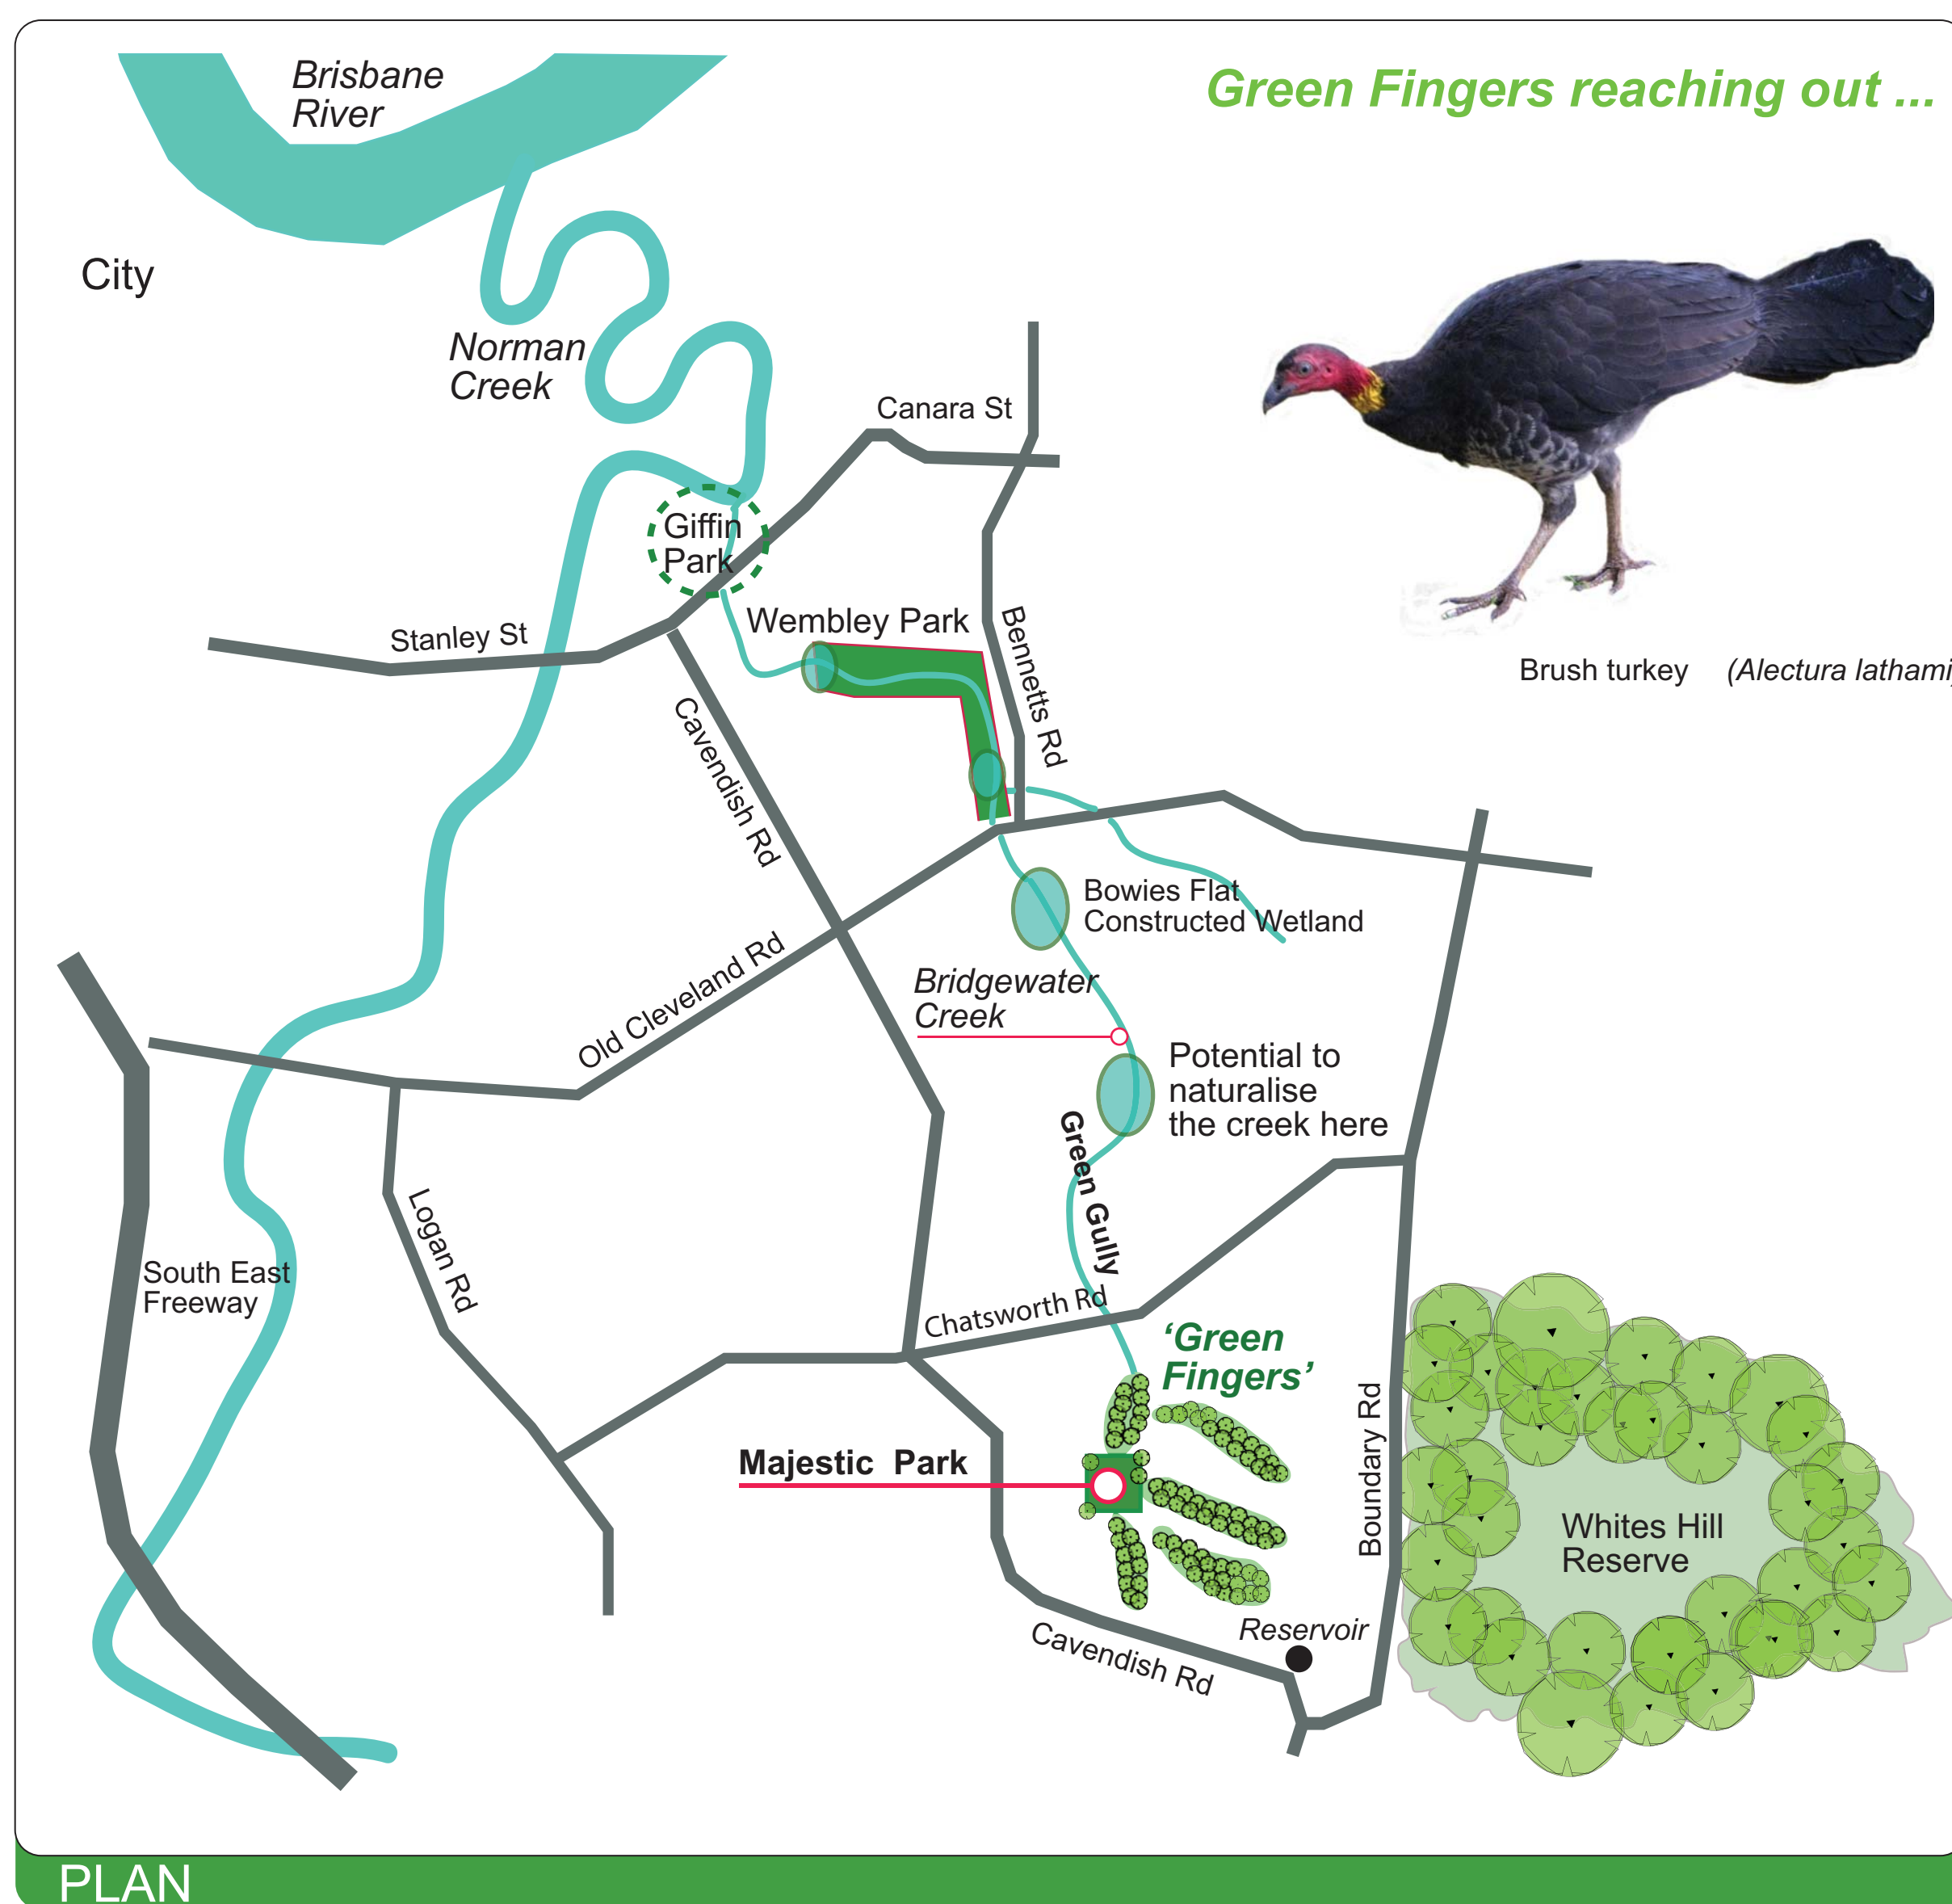 Brisbane
River
Green Fingers reaching out ...
City
Norman
Creek
Canara St
Giffin
Park
Stanley St
Wembley Park
Bennetts Rd
Brush turkey (Alectura lathami)
Cavendish Rd
Bowies Flat
Constructed Wetland
Old Cleveland Rd
Bridgewater
Creek
Potential to
naturalise
the creek here
Green Gully
Logan Rd
South East
Freeway
Chatsworth Rd
‘Green
Fingers’
Boundary Rd
Majestic Park
Whites Hill
Reserve
Reservoir
Cavendish Rd
PLAN